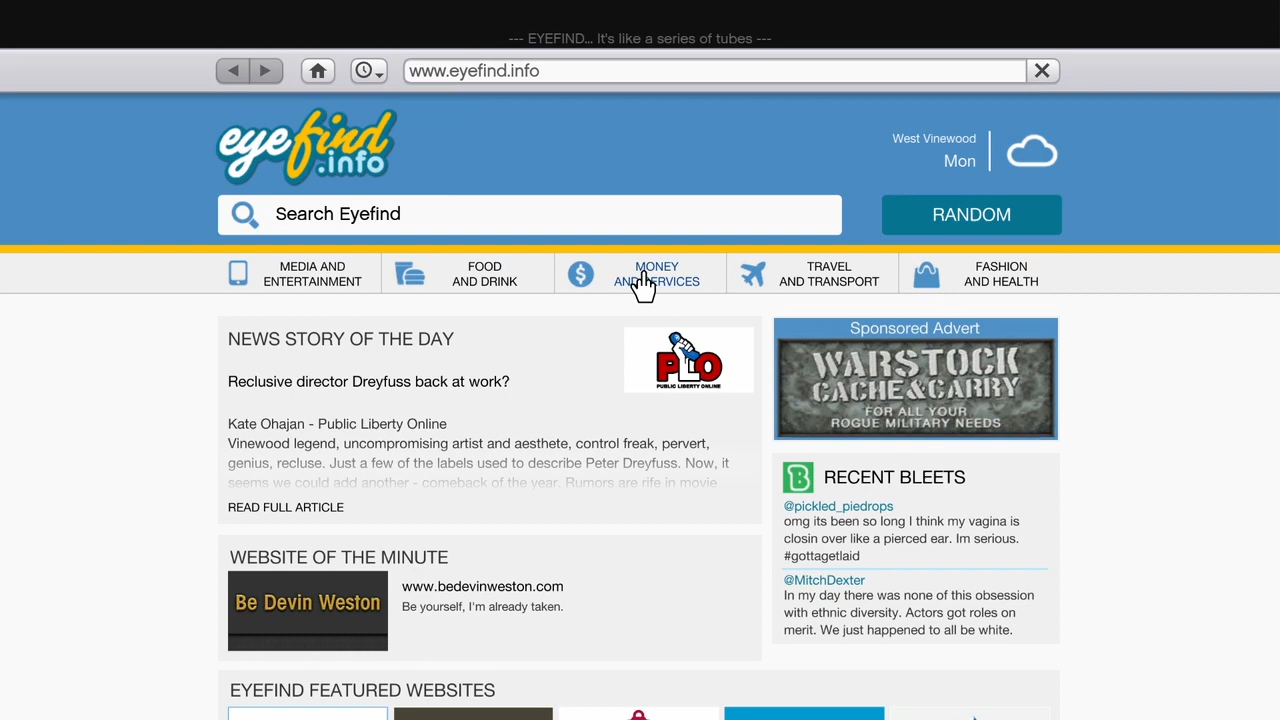 --- EYEFIND... It's like a series of tubes ---
www.eyefind.info
eyefind
.info
West Vinewood
Mon
Search Eyefind
RANDOM
MEDIA AND
ENTERTAINMENT
FOOD
AND DRINK
MONEY
AND SERVICES
TRAVEL
AND TRANSPORT
FASHION
AND HEALTH
NEWS STORY OF THE DAY
PLO
PUBLIC LIBERTY ONLINE
Reclusive director Dreyfuss back at work?
Kate Ohajan - Public Liberty Online
Vinewood legend, uncompromising artist and aesthete, control freak, pervert,
genius, recluse. Just a few of the labels used to describe Peter Dreyfuss. Now, it
seems we could add another - comeback of the year. Rumors are rife in movie
READ FULL ARTICLE
Sponsored Advert
WARSTOCK
CACHE&CARRY
FOR ALL YOUR
ROGUE MILITARY NEEDS
B
RECENT BLEETS
@pickled_piedrops
omg its been so long I think my vagina is
closin over like a pierced ear. Im serious.
#gottagetlaid
@MitchDexter
In my day there was none of this obsession
with ethnic diversity. Actors got roles on
merit. We just happened to all be white.
WEBSITE OF THE MINUTE
Be Devin Weston
www.bedevinweston.com
Be yourself, I'm already taken.
EYEFIND FEATURED WEBSITES